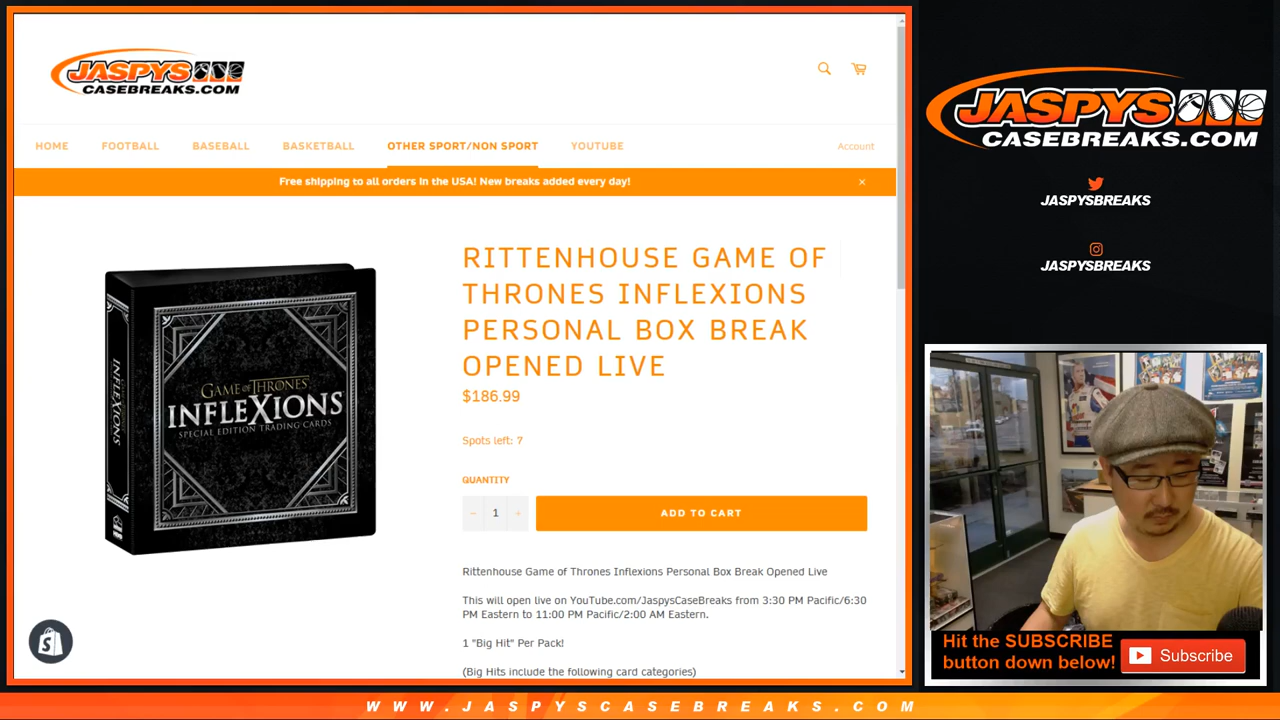 JASPYS
CASEBREAKS.COM
HOME
FOOTBALL
BASEBALL
BASKETBALL
OTHER SPORT/NON SPORT
YOUTUBE
Account
Free shipping to all orders in the USA! New breaks added every day!
×
GAME OF THRONES
INFLEXIONS
SPECIAL EDITION TRADING CARDS
INFLEXIONS
RITTENHOUSE GAME OF
THRONES INFLEXIONS
PERSONAL BOX BREAK
OPENED LIVE
$186.99
Spots left: 7
QUANTITY
− 1 +
ADD TO CART
Rittenhouse Game of Thrones Inflexions Personal Box Break Opened Live
This will open live on YouTube.com/JaspysCaseBreaks from 3:30 PM Pacific/6:30
PM Eastern to 11:00 PM Pacific/2:00 AM Eastern.
1 "Big Hit" Per Pack!
(Big Hits include the following card categories)
JASPYS
CASEBREAKS.COM
JASPYSBREAKS
JASPYSBREAKS
Hit the SUBSCRIBE
button down below!
Subscribe
WWW.JASPYSCASEBREAKS.COM